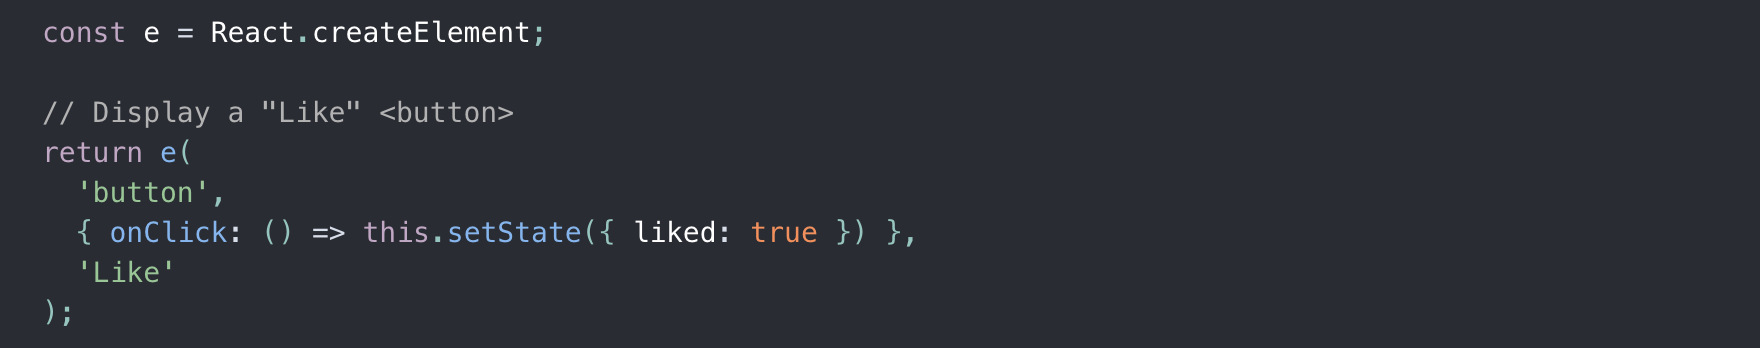 const e = React.createElement;

// Display a "Like" <button>
return e(
  'button',
  { onClick: () => this.setState({ liked: true }) },
  'Like'
);